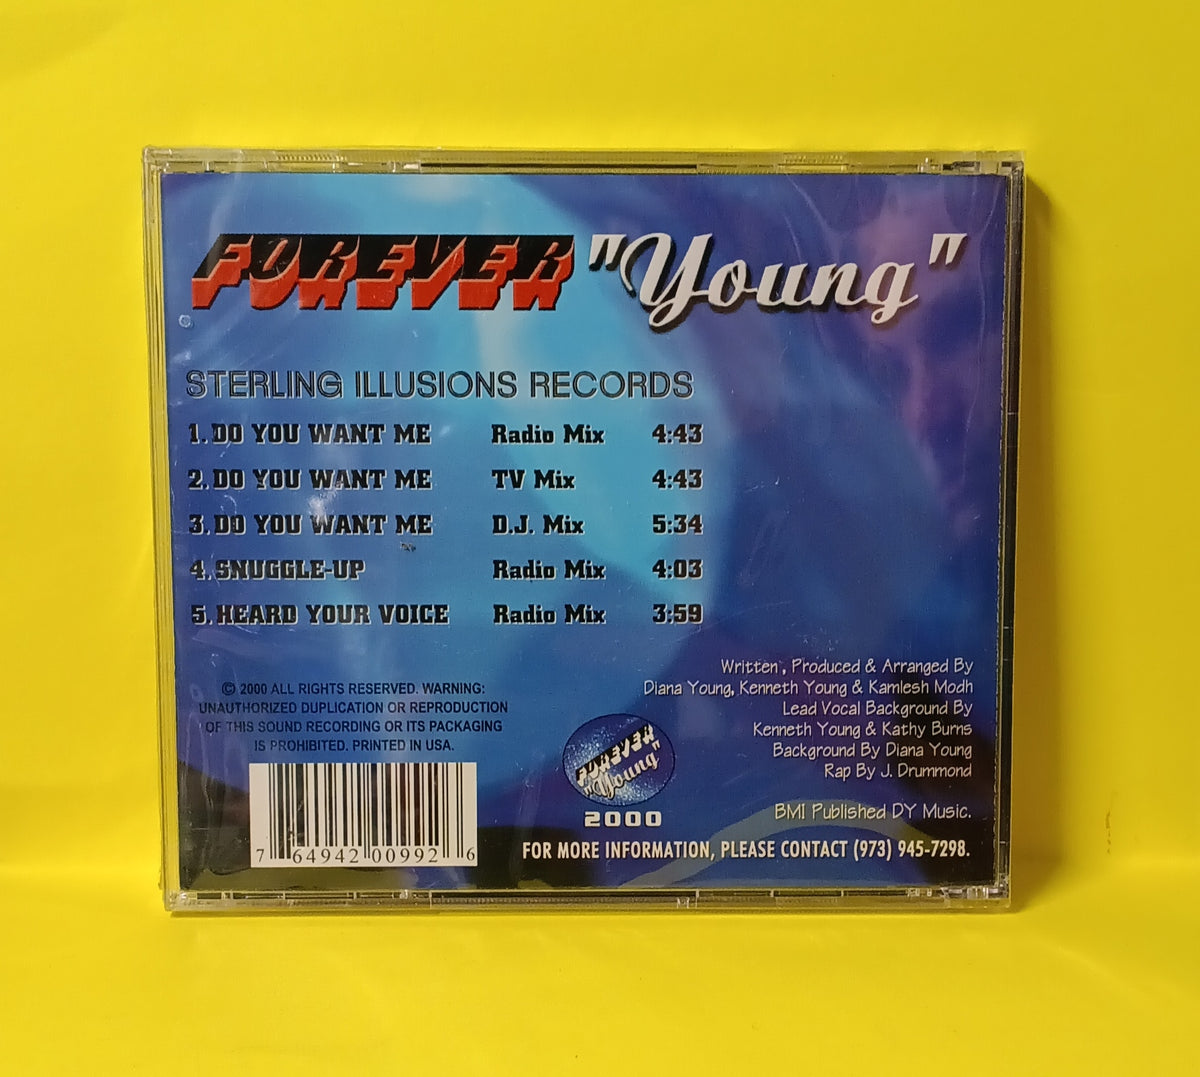 FOREVER "Young"
STERLING ILLUSIONS RECORDS
1. DO YOU WANT ME Radio Mix 4:43
2. DO YOU WANT ME TV Mix 4:43
3. DO YOU WANT ME D.J. Mix 5:34
4. SNUGGLE-UP Radio Mix 4:03
5. HEARD YOUR VOICE Radio Mix 3:59
© 2000 ALL RIGHTS RESERVED. WARNING:
UNAUTHORIZED DUPLICATION OR REPRODUCTION
OF THIS SOUND RECORDING OR ITS PACKAGING
IS PROHIBITED. PRINTED IN USA.
7 64942 00992 6
FOREVER
"Young"
2000
Written, Produced & Arranged By
Diana Young, Kenneth Young & Kamlesh Modh
Lead Vocal Background By
Kenneth Young & Kathy Burns
Background By Diana Young
Rap By J. Drummond
BMI Published DY Music.
FOR MORE INFORMATION, PLEASE CONTACT (973) 945-7298.